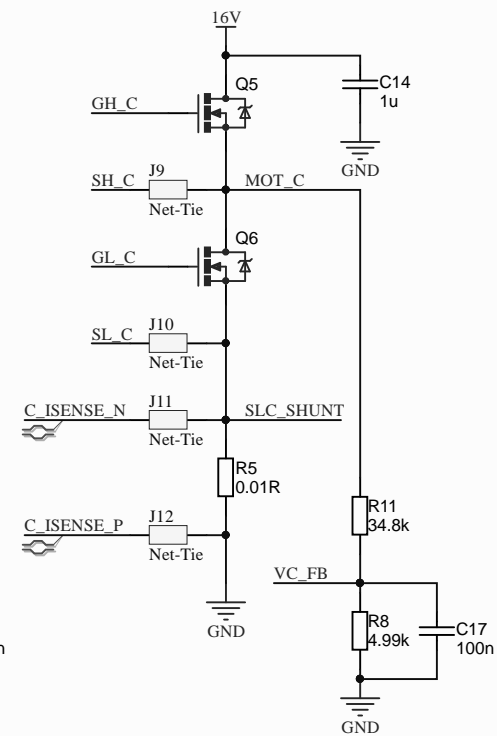 16V
Q5
C14
1u
GH_C
GND
J9
SH_C
MOT_C
Net-Tie
Q6
GL_C
J10
SL_C
Net-Tie
J11
C_ISENSE_N
SLC_SHUNT
Net-Tie
R5
0.01R
R11
34.8k
J12
C_ISENSE_P
Net-Tie
VC_FB
GND
R8
4.99k
C17
100n
n
GND